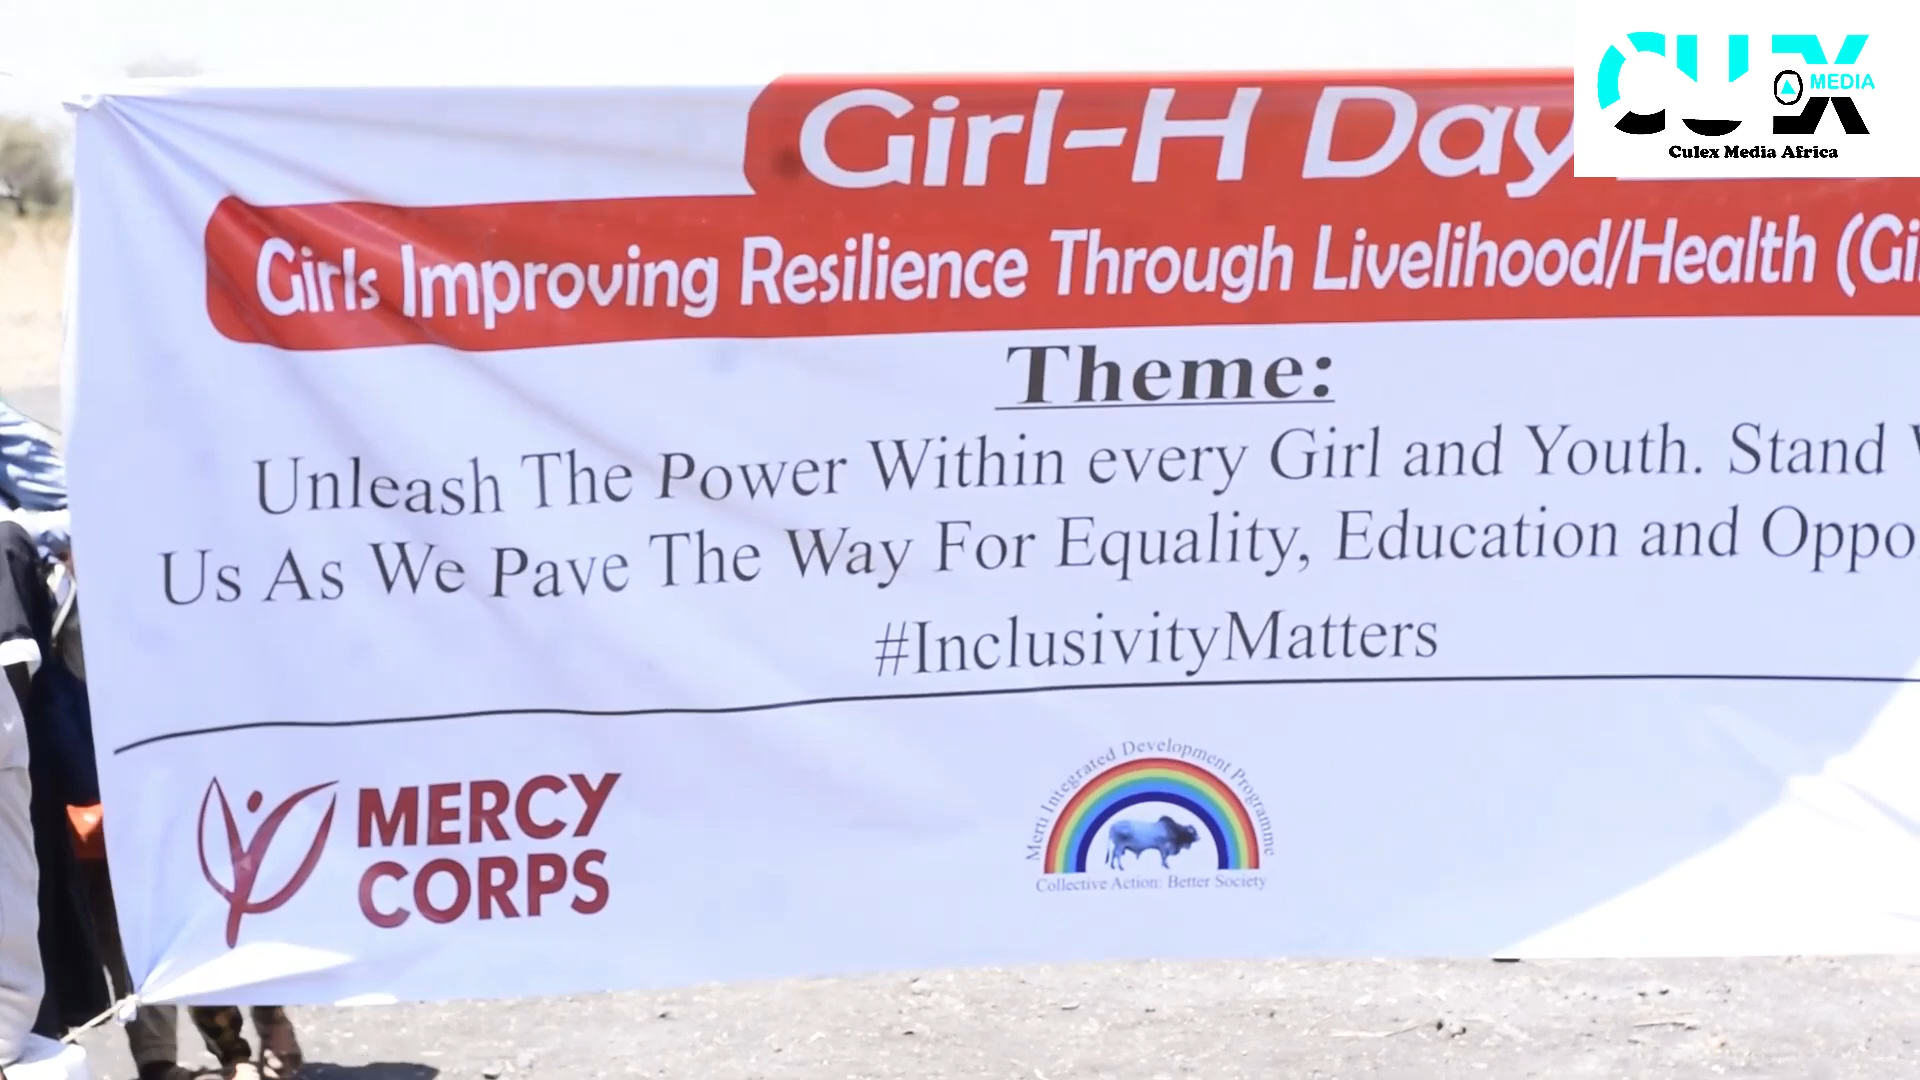 Girl-H Day
CULEX MEDIA
Culex Media Africa
Girls Improving Resilience Through Livelihood/Health (Gi
Theme:
Unleash The Power Within every Girl and Youth. Stand
Us As We Pave The Way For Equality, Education and Oppo
#InclusivityMatters
MERCY
CORPS
Merti Integrated Development Programme
Collective Action: Better Society